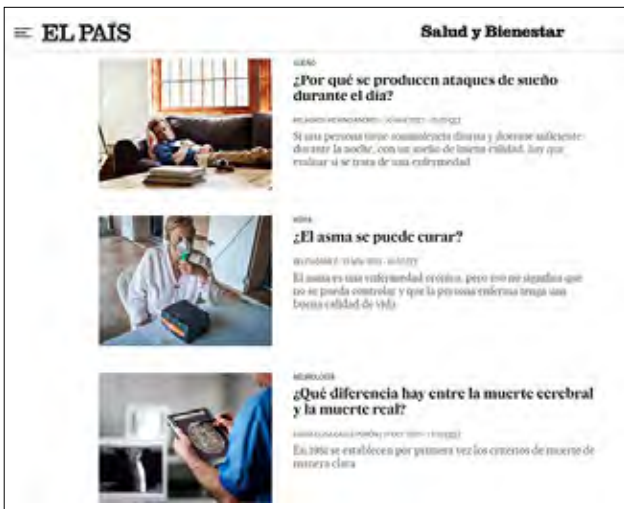 EL PAÍS
Salud y Bienestar
SUEÑO
¿Por qué se producen ataques de sueño
durante el día?
Si una persona tiene somnolencia diurna y duerme suficiente
durante la noche, con un sueño de buena calidad, hay que
evaluar si se trata de una enfermedad
ASMA
¿El asma se puede curar?
El asma es una enfermedad crónica, pero eso no significa que
no se pueda controlar y que la persona enferma tenga una
buena calidad de vida
NEUROLOGÍA
¿Qué diferencia hay entre la muerte cerebral
y la muerte real?
En 1981 se establecen por primera vez los criterios de muerte de
manera clara